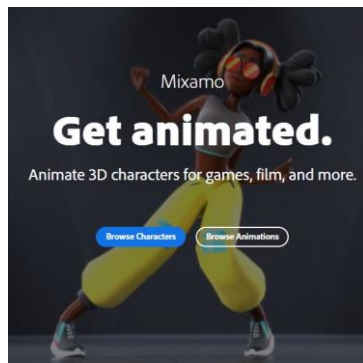 Mixamo
Get animated.
Animate 3D characters for games, film, and more.
Browse Characters
Browse Animations